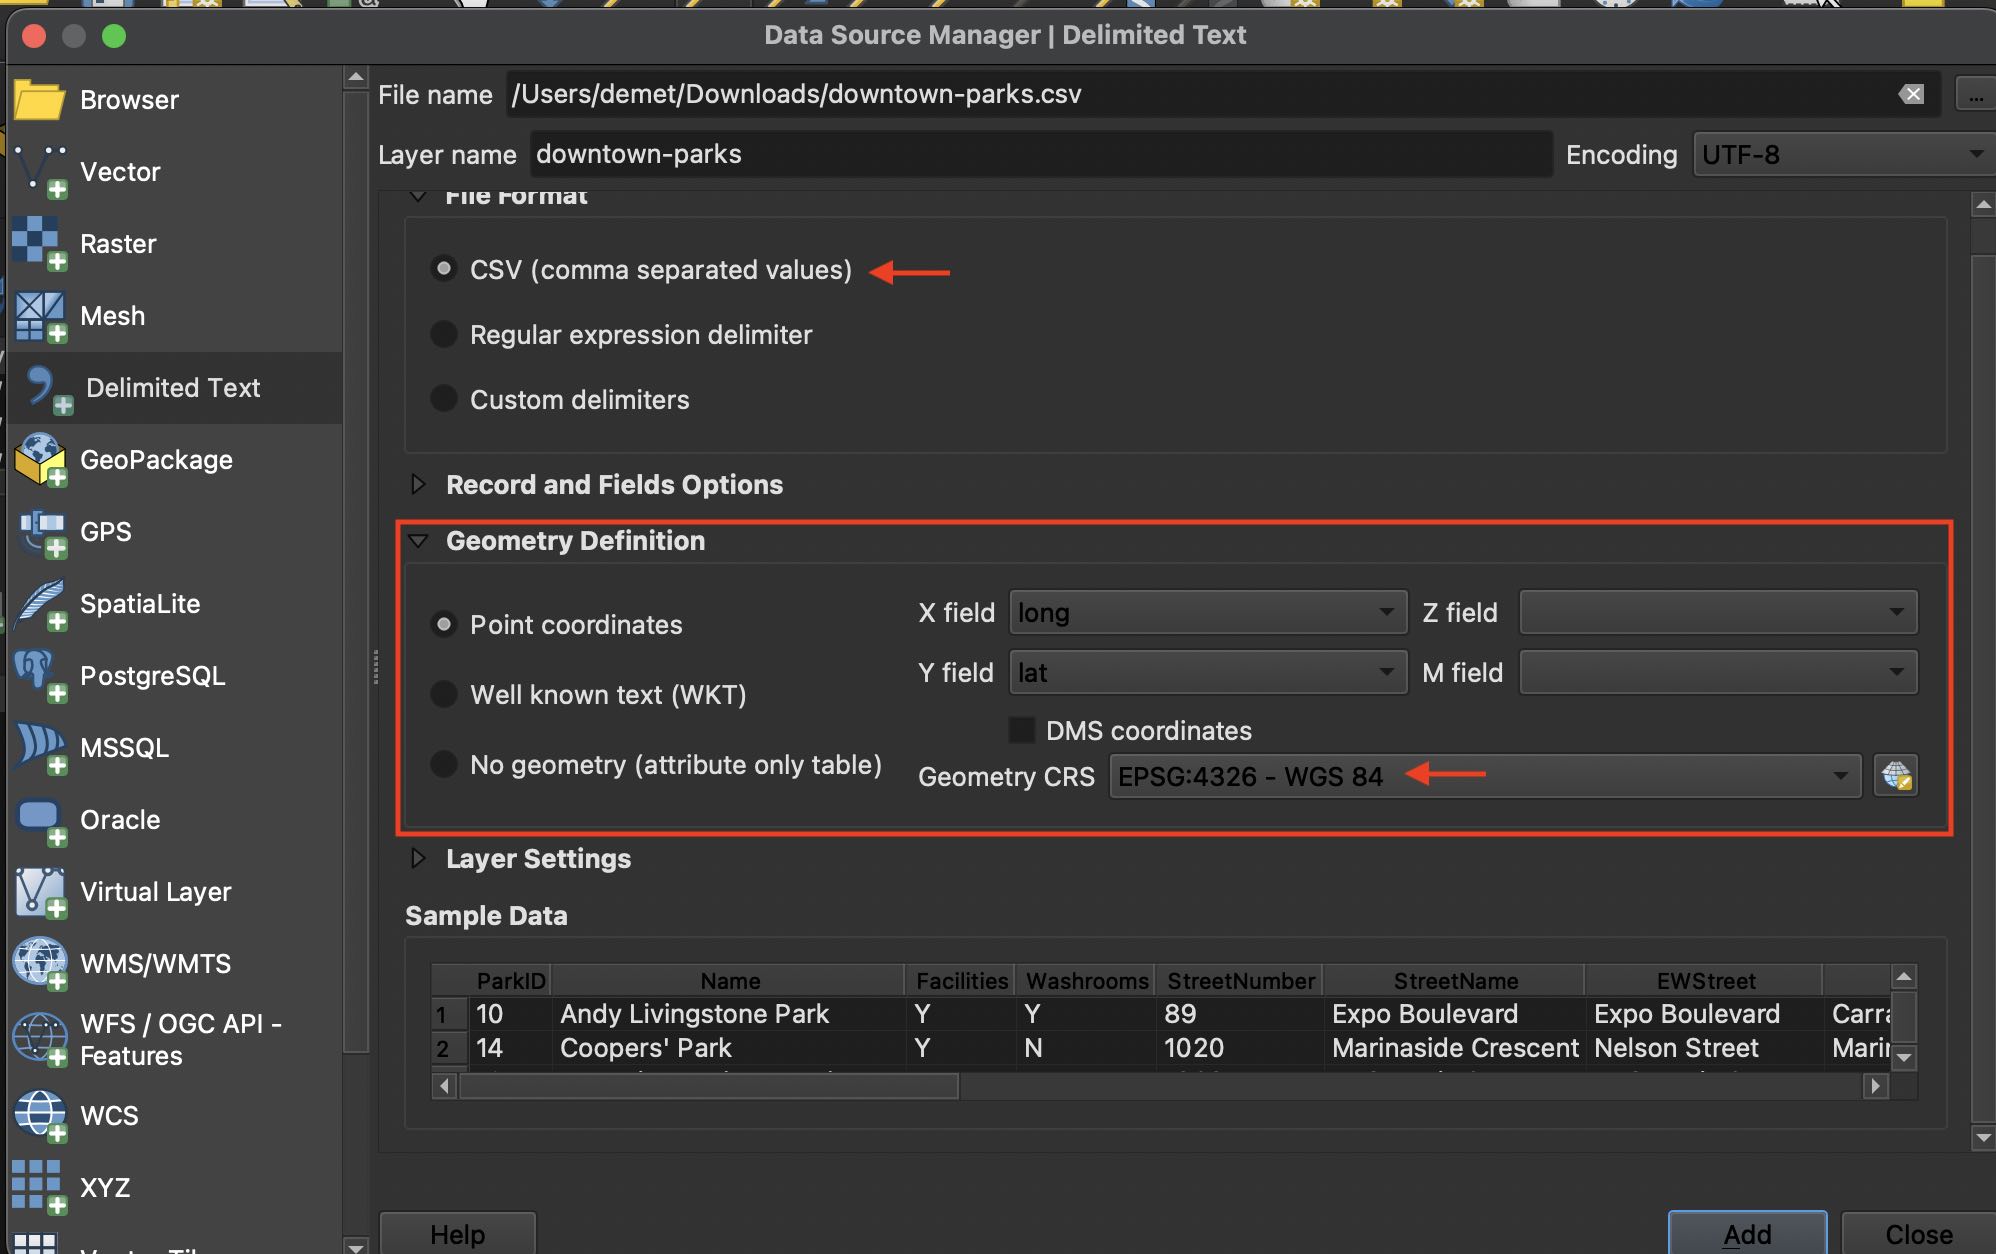 Data Source Manager | Delimited Text
Browser
Vector
Raster
Mesh
Delimited Text
GeoPackage
GPS
SpatiaLite
PostgreSQL
MSSQL
Oracle
Virtual Layer
WMS/WMTS
WFS / OGC API -
Features
WCS
XYZ
File name /Users/demet/Downloads/downtown-parks.csv ...
Layer name downtown-parks Encoding UTF-8
File Format
CSV (comma separated values)
Regular expression delimiter
Custom delimiters
Record and Fields Options
Geometry Definition
Point coordinates X field long Z field
Y field lat M field
Well known text (WKT)
DMS coordinates
No geometry (attribute only table) Geometry CRS EPSG:4326 - WGS 84
Layer Settings
Sample Data
ParkID Name Facilities Washrooms StreetNumber StreetName EWStreet
1 10 Andy Livingstone Park Y Y 89 Expo Boulevard Expo Boulevard Carra
2 14 Coopers' Park Y N 1020 Marinaside Crescent Nelson Street Marin
Help Add Close